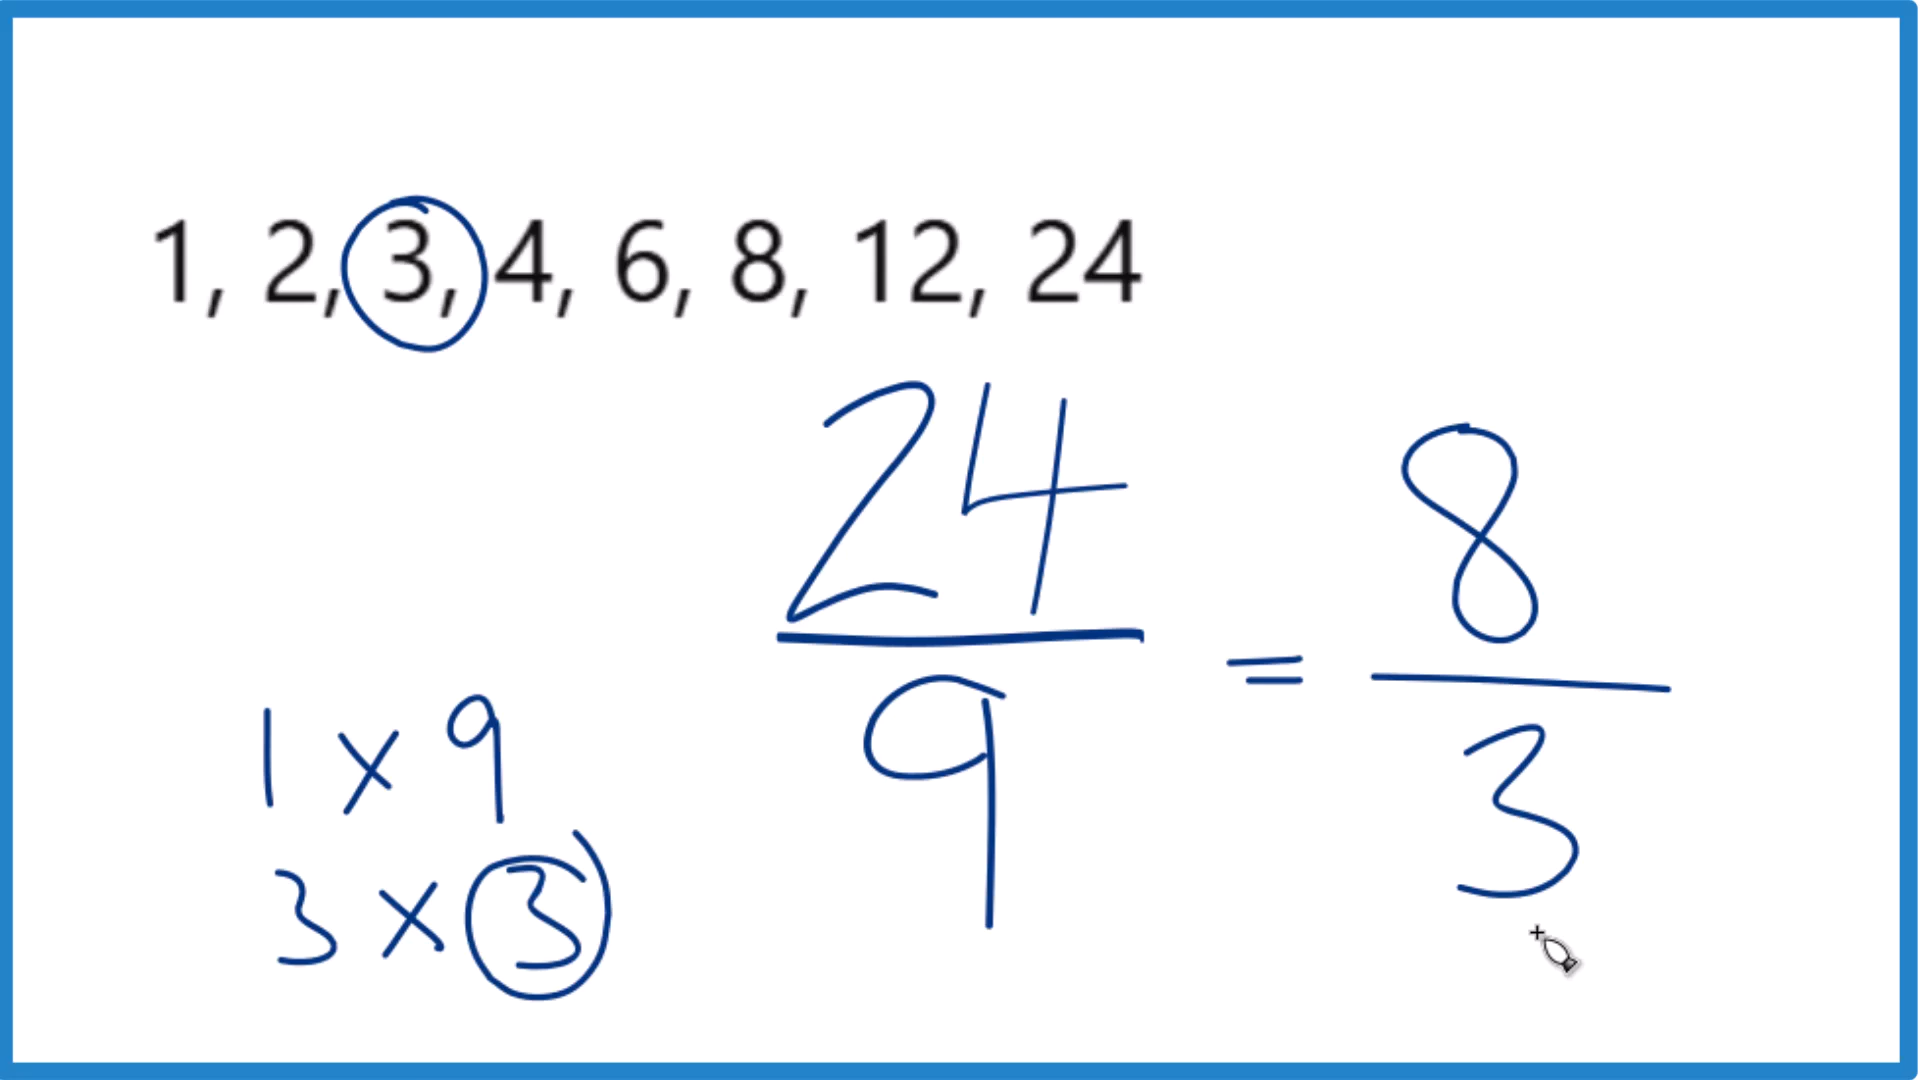 1, 2, 3, 4, 6, 8, 12, 24
24/9 = 8/3
1 x 9
3 x 3